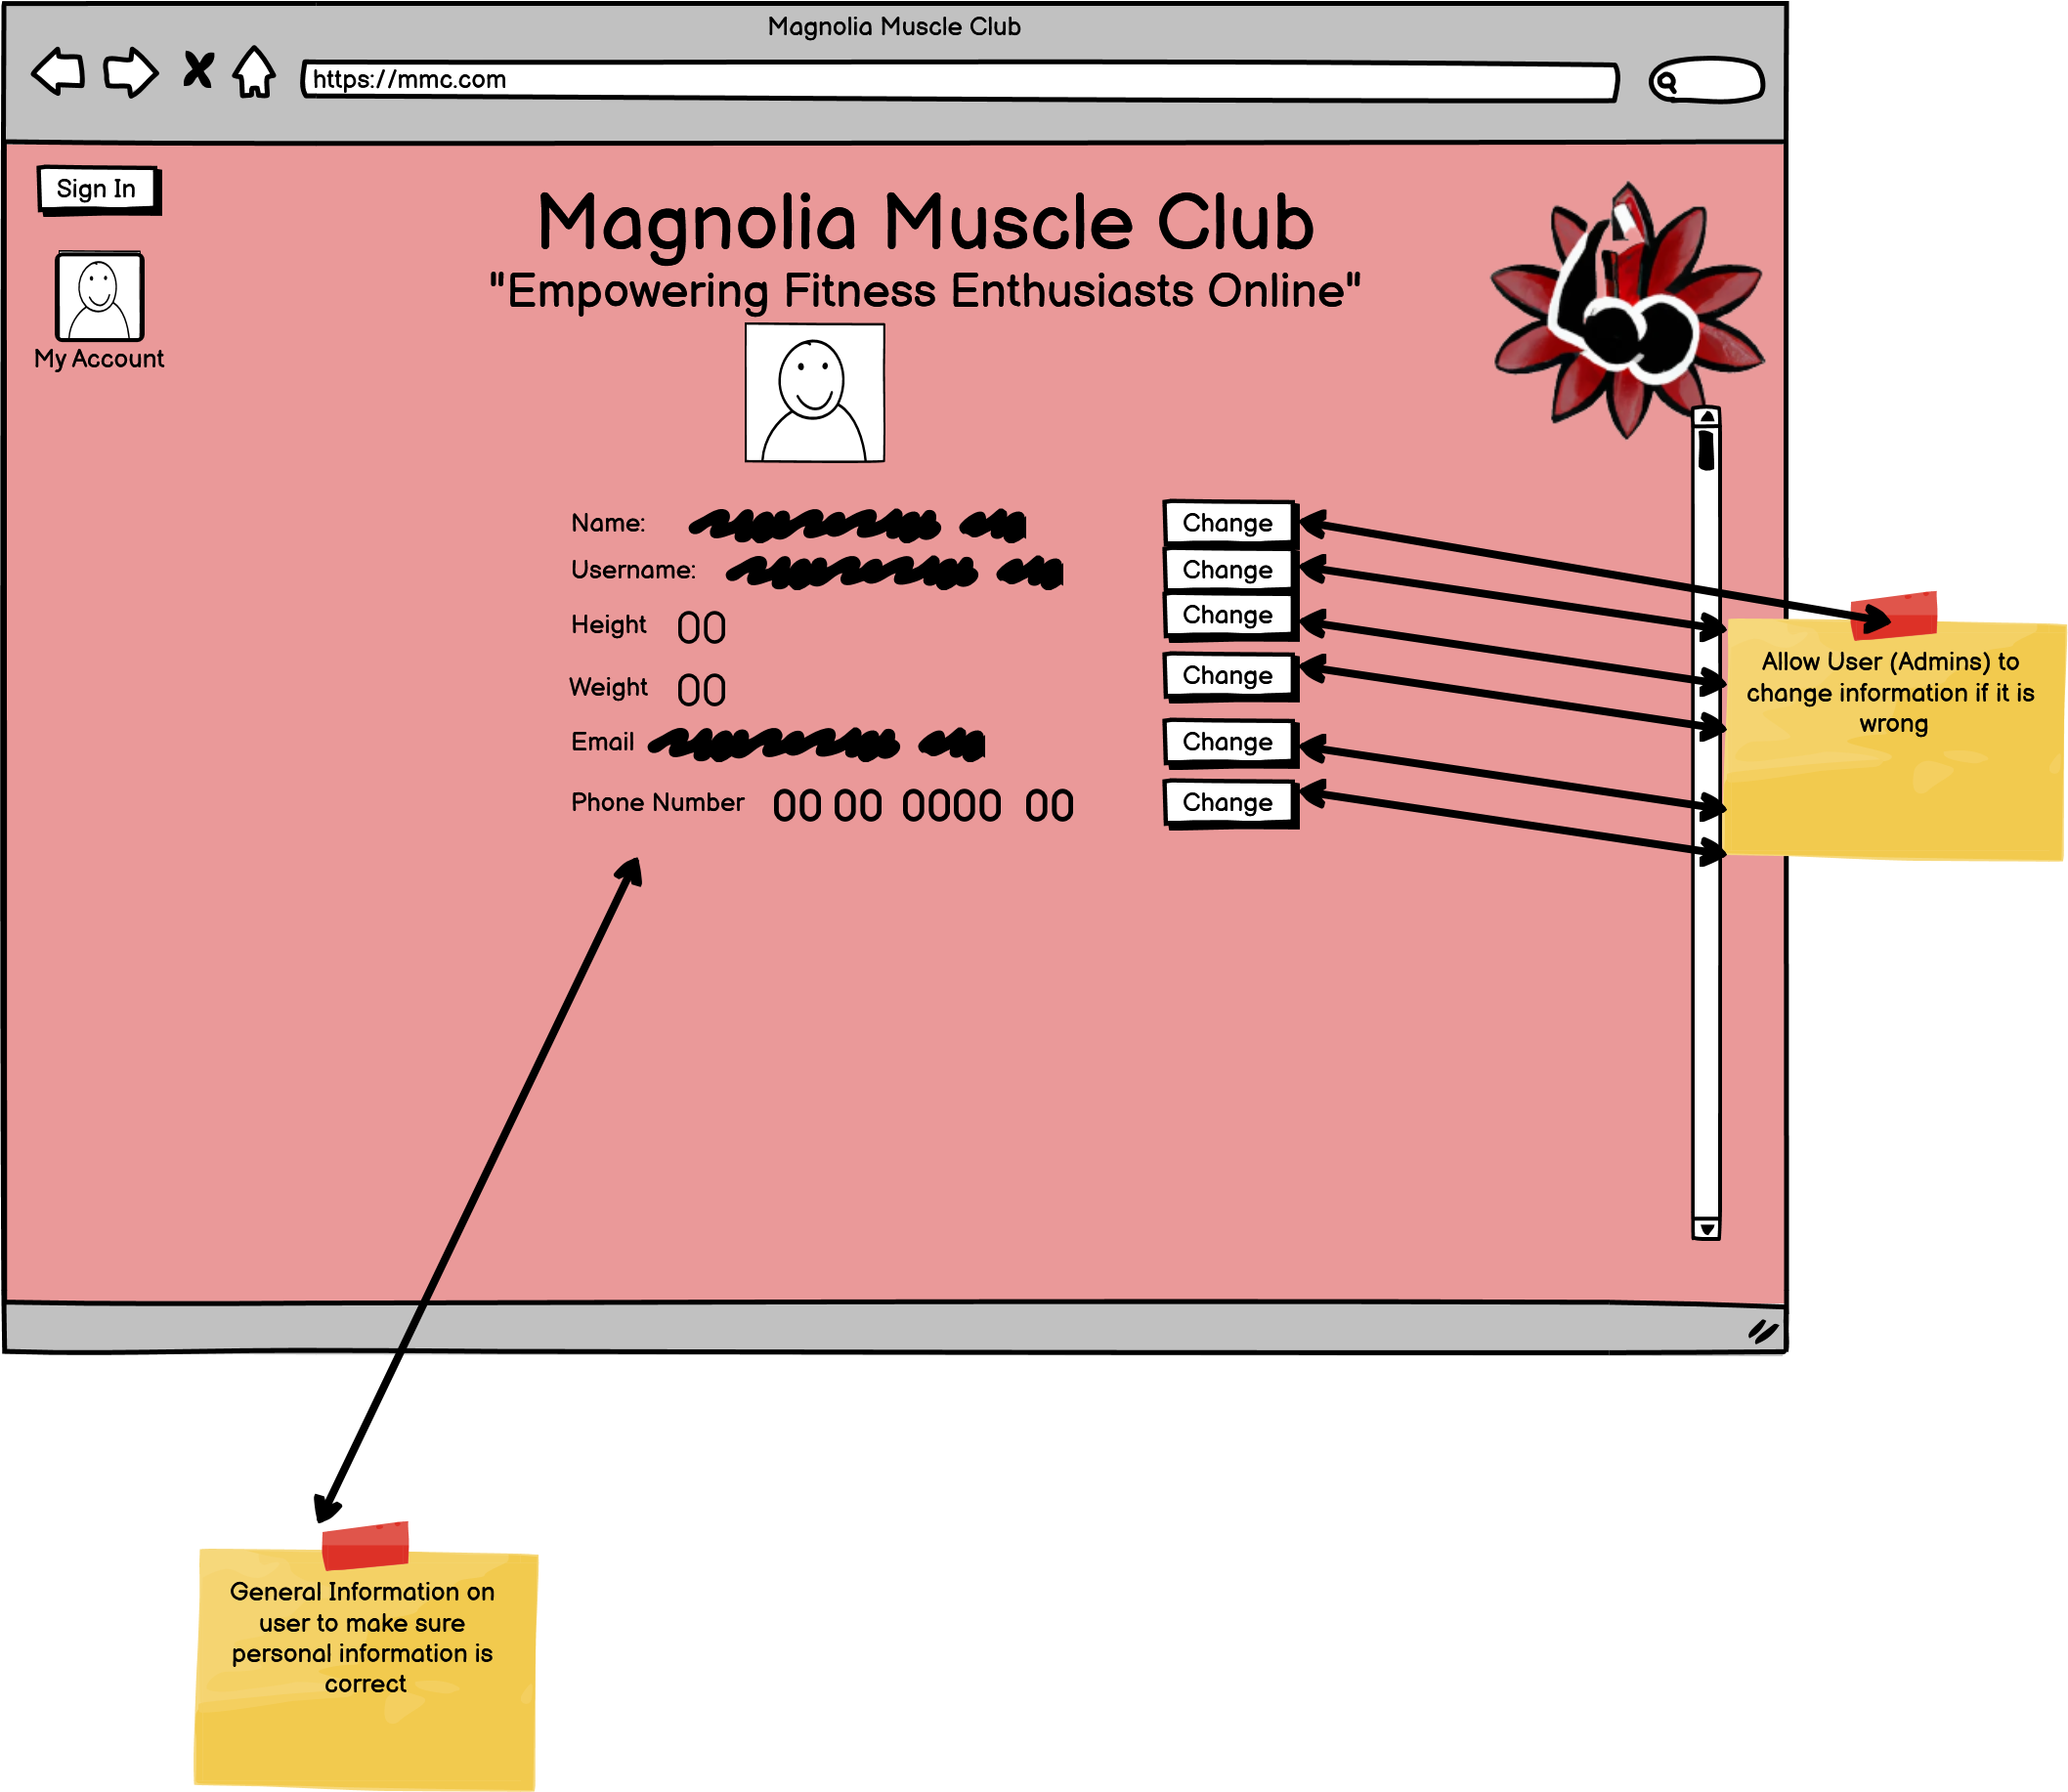 Magnolia Muscle Club
https://mmc.com
Sign In
My Account
Magnolia Muscle Club
"Empowering Fitness Enthusiasts Online"
Name:
Change
Username:
Change
Height 00
Change
Weight 00
Change
Email
Change
Phone Number 00 00 0000 00
Change
Allow User (Admins) to
change information if it is
wrong
General Information on
user to make sure
personal information is
correct